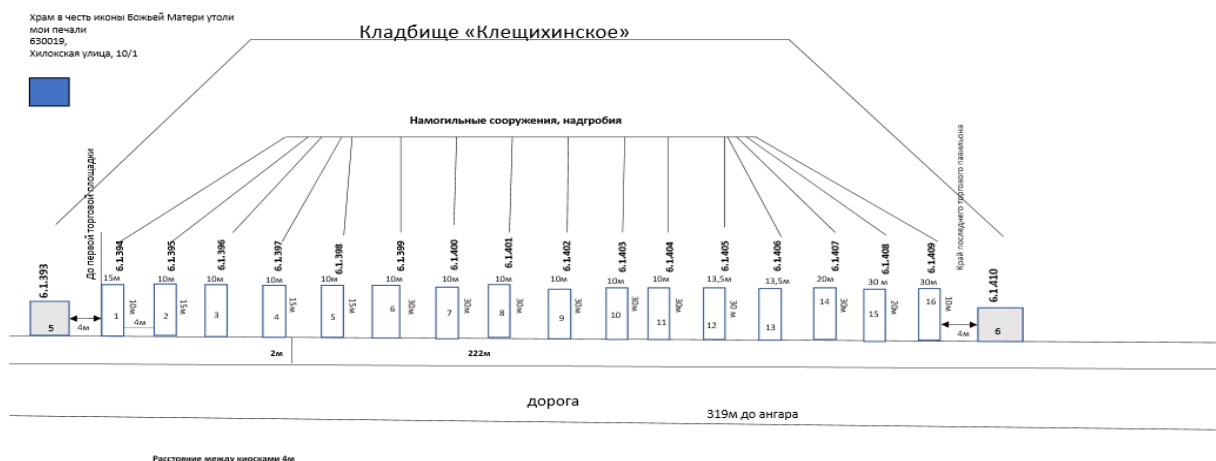 Храм в честь иконы Божьей Матери утоли
мои печали
630019,
Хилокская улица, 10/1
Кладбище «Клещихинское»
Намогильные сооружения, надгробия
До первой торговой площадки
Край последнего торгового павильона
6.1.393
6.1.394
6.1.395
6.1.396
6.1.397
6.1.398
6.1.399
6.1.400
6.1.401
6.1.402
6.1.403
6.1.404
6.1.405
6.1.406
6.1.407
6.1.408
6.1.409
6.1.410
15м 10м 10м 10м 10м 10м 10м 10м 10м 10м 10м 13,5м 13,5м 20м 30 м 30м
10м 15м 15м 30м 30м 30м 30м 30м 30м 30м 30 м 30м 20м 10м
5 1 2 3 4 5 6 7 8 9 10 11 12 13 14 15 16 6
4м 4м 4м
2м 222м
дорога
319м до ангара
Расстояние между киосками 4м